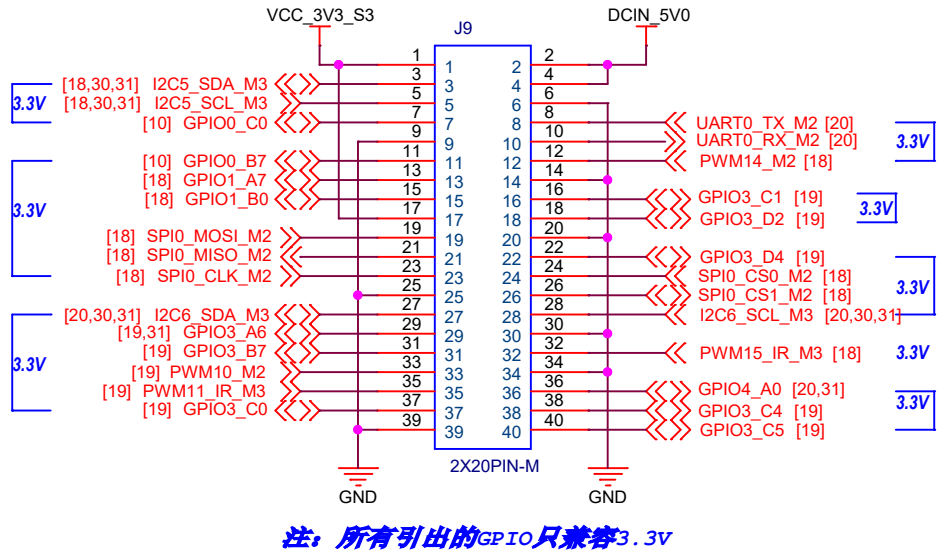 VCC_3V3_S3 DCIN_5V0
J9
1 1 2 2
[18,30,31] I2C5_SDA_M3 3 3 4 4
3.3V [18,30,31] I2C5_SCL_M3 5 5 6 6
[10] GPIO0_C0 7 7 8 8 UART0_TX_M2 [20]
9 9 10 10 UART0_RX_M2 [20] 3.3V
[10] GPIO0_B7 11 11 12 12 PWM14_M2 [18]
[18] GPIO1_A7 13 13 14 14
[18] GPIO1_B0 15 15 16 16 GPIO3_C1 [19]
3.3V 17 17 18 18 GPIO3_D2 [19] 3.3V
[18] SPI0_MOSI_M2 19 19 20 20
[18] SPI0_MISO_M2 21 21 22 22 GPIO3_D4 [19]
[18] SPI0_CLK_M2 23 23 24 24 SPI0_CS0_M2 [18]
25 25 26 26 SPI0_CS1_M2 [18] 3.3V
[20,30,31] I2C6_SDA_M3 27 27 28 28 I2C6_SCL_M3 [20,30,31]
[19,31] GPIO3_A6 29 29 30 30
[19] GPIO3_B7 31 31 32 32 PWM15_IR_M3 [18] 3.3V
3.3V [19] PWM10_M2 33 33 34 34
[19] PWM11_IR_M3 35 35 36 36 GPIO4_A0 [20,31]
[19] GPIO3_C0 37 37 38 38 GPIO3_C4 [19] 3.3V
39 39 40 40 GPIO3_C5 [19]
2X20PIN-M
GND GND
注：所有引出的GPIO只兼容3.3V